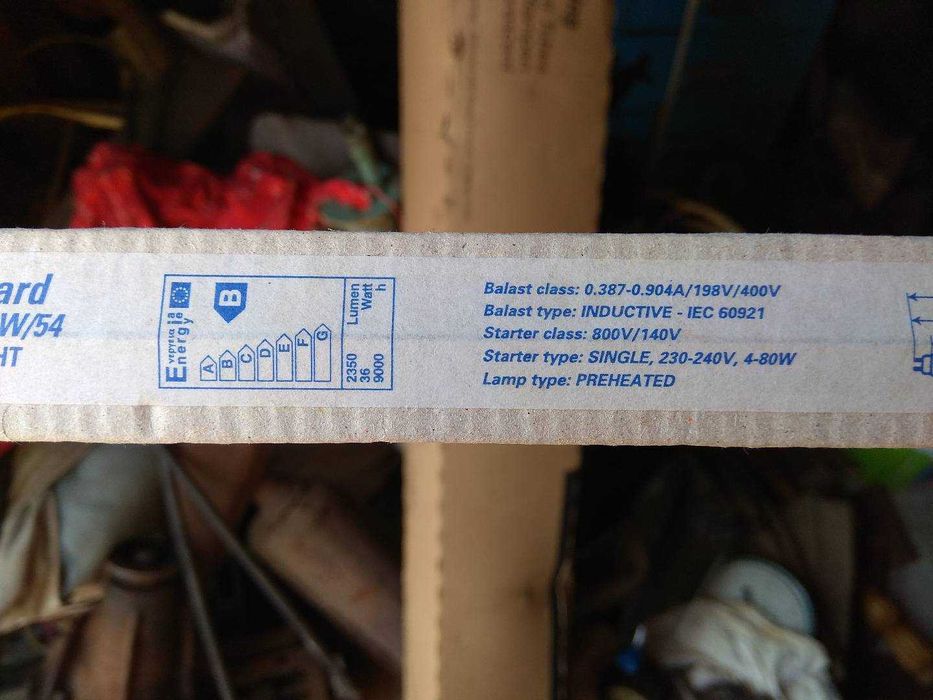 ard
W/54
HT
Energy
B
A
B
C
D
E
F
G
2350 Lumen
36 Watt
9000 h
Balast class: 0.387-0.904A/198V/400V
Balast type: INDUCTIVE - IEC 60921
Starter class: 800V/140V
Starter type: SINGLE, 230-240V, 4-80W
Lamp type: PREHEATED